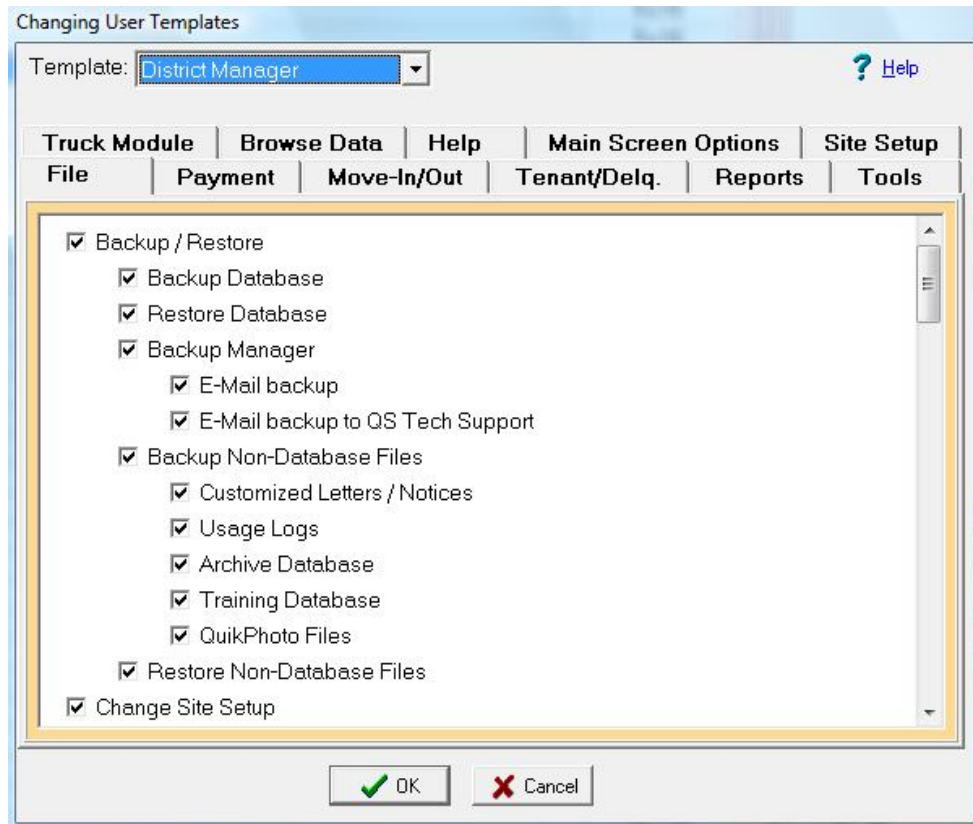 Changing User Templates
Template: District Manager
? Help
Truck Module Browse Data Help Main Screen Options Site Setup
File Payment Move-In/Out Tenant/Delq. Reports Tools
Backup / Restore
Backup Database
Restore Database
Backup Manager
E-Mail backup
E-Mail backup to QS Tech Support
Backup Non-Database Files
Customized Letters / Notices
Usage Logs
Archive Database
Training Database
QuikPhoto Files
Restore Non-Database Files
Change Site Setup
OK Cancel